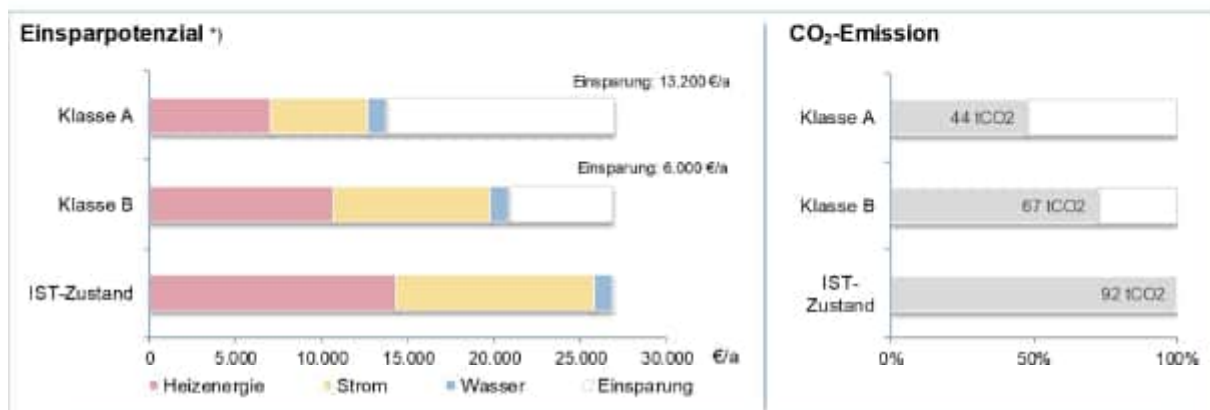 Einsparpotenzial *)
Einsparung: 13.200 €/a
Klasse A
Einsparung: 6.000 €/a
Klasse B
IST-Zustand
0 5.000 10.000 15.000 20.000 25.000 30.000 €/a
Heizenergie Strom Wasser Einsparung
CO₂-Emission
Klasse A
44 tCO2
Klasse B
67 tCO2
IST-
Zustand
92 tCO2
0% 50% 100%